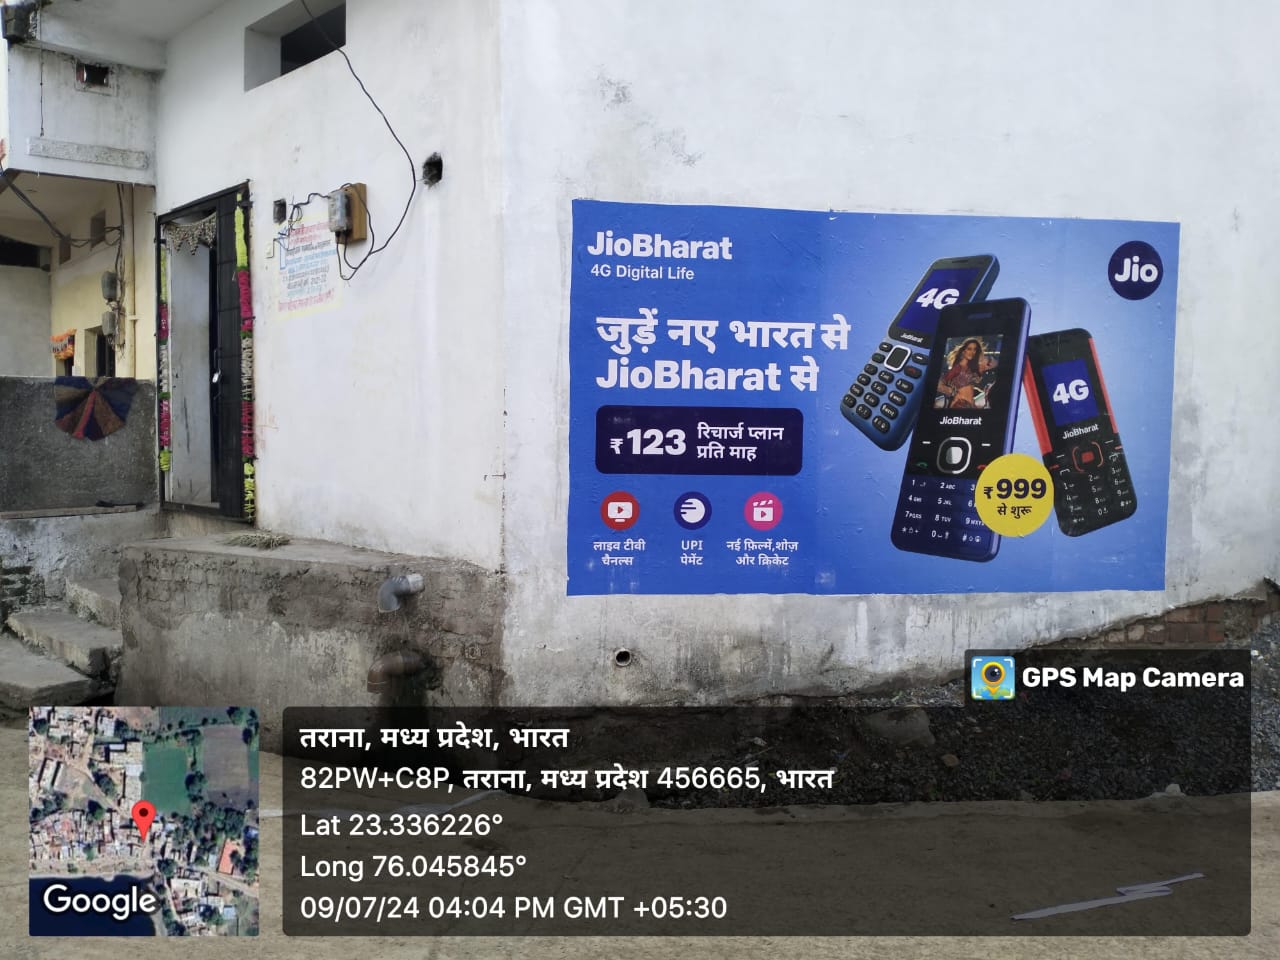 JioBharat
4G Digital Life
Jio
जुड़ें नए भारत से
JioBharat से
₹123 रिचार्ज प्लान
प्रति माह
लाइव टीवी
चैनल्स
UPI
पेमेंट
नई फ़िल्में,शोज़
और क्रिकेट
4G
JioBharat
JioBharat
4G
JioBharat
₹999
से शुरू
GPS Map Camera
तराना, मध्य प्रदेश, भारत
82PW+C8P, तराना, मध्य प्रदेश 456665, भारत
Lat 23.336226°
Long 76.045845°
09/07/24 04:04 PM GMT +05:30
Google